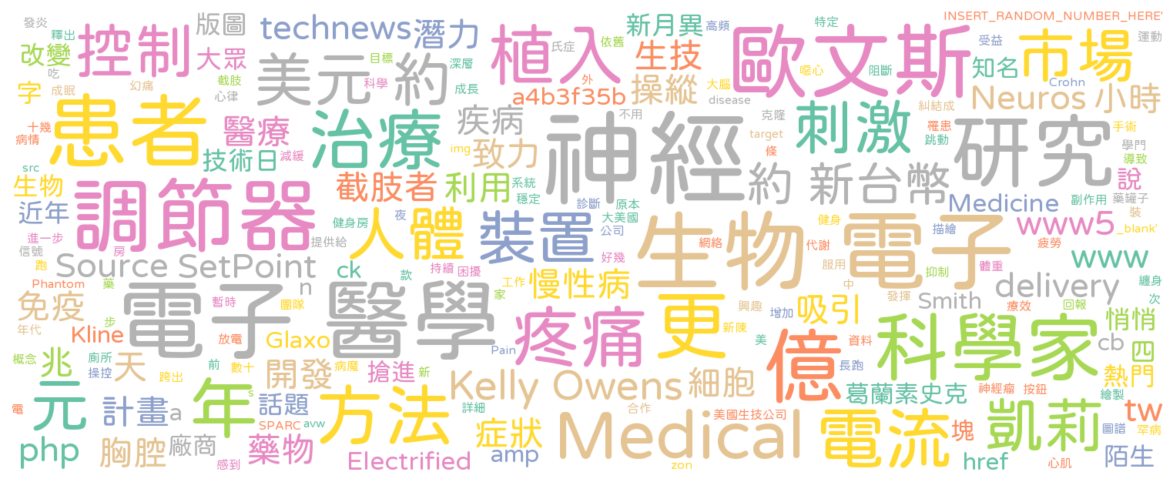 發炎 釋出 版圖 technews 潛力 新月異 高頻 特定 INSERT_RANDOM_NUMBER_HERE'
改變 控制 大眾 植入 氏症 依舊 歐文斯 受益 市場 運動
吃 截肢 幻痛 美元 約 目標 深層 生技 大腦 噁心 阻斷 知名 Crohn
字 成眠 心律 科學 成長 外 a4b3f35b 操縱 disease Neuros 小時
十幾 患者 醫療 治療 疾病 不用 克隆 刺激 罹患 糾結成 研究 手術
病情 技術日 減緩 img 致力 神經 target 條 跳動 學門
src 生物 調節器 截肢者 利用 系統 穩定 診斷 原本 約 新台幣 副作用 導致 說
近年 健身房 夜 人體 裝置 大美國 公司 健身 描繪 Medicine 藥罐子 裝
信號 進一步 房 提供給 好幾 網絡 生物 代謝 電子 疲勞 www5 _blank'
跑 Source SetPoint n ck 款 持續 困擾 慢性病 工作 服用 抑制 體重 www 纏身
Phantom 藥 暫時 家 中 delivery 次
免疫 電子 醫學 團隊 疼痛 更 興趣 發揮 吸引 Smith 療效 回報
年代 步 放電 Kline Glaxo Pain 新陳 增加 億 科學家 悄悄
概念 兆 廁所 前 病魔 新 搶進 美 資料 cb 四
操控 天 跨出 數十 開發 詳細 Kelly Owens 細胞 長跑 葛蘭素史克 神經瘤 按鈕 熱門 繪製
電 元 計畫 a 年 s 話題 方法 合作 美國生技公司 凱莉 tw
php 胸腔 廠商 感到 藥物 SPARC avw 症狀 Medical 電流 塊 圖譜 罕病
Electrified amp zon href 心肌 陌生